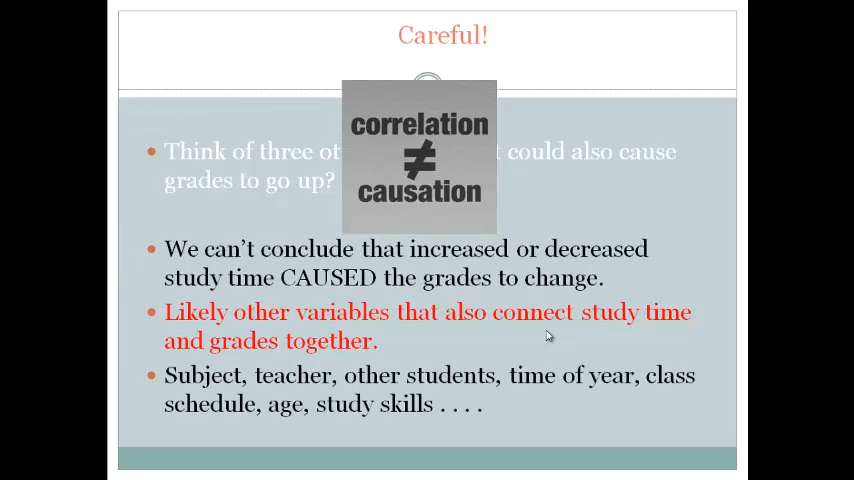 Careful!
correlation
≠
causation
Think of three ot could also cause
grades to go up?
We can't conclude that increased or decreased
study time CAUSED the grades to change.
Likely other variables that also connect study time
and grades together.
Subject, teacher, other students, time of year, class
schedule, age, study skills . . . .